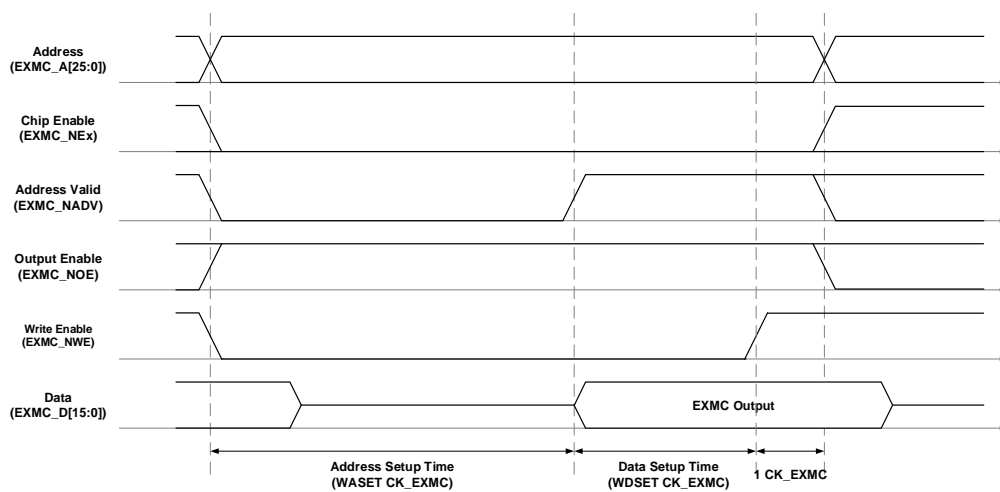 Address
(EXMC_A[25:0])
Chip Enable
(EXMC_NEx)
Address Valid
(EXMC_NADV)
Output Enable
(EXMC_NOE)
Write Enable
(EXMC_NWE)
Data
(EXMC_D[15:0])
EXMC Output
Address Setup Time
(WASET CK_EXMC)
Data Setup Time
(WDSET CK_EXMC)
1 CK_EXMC